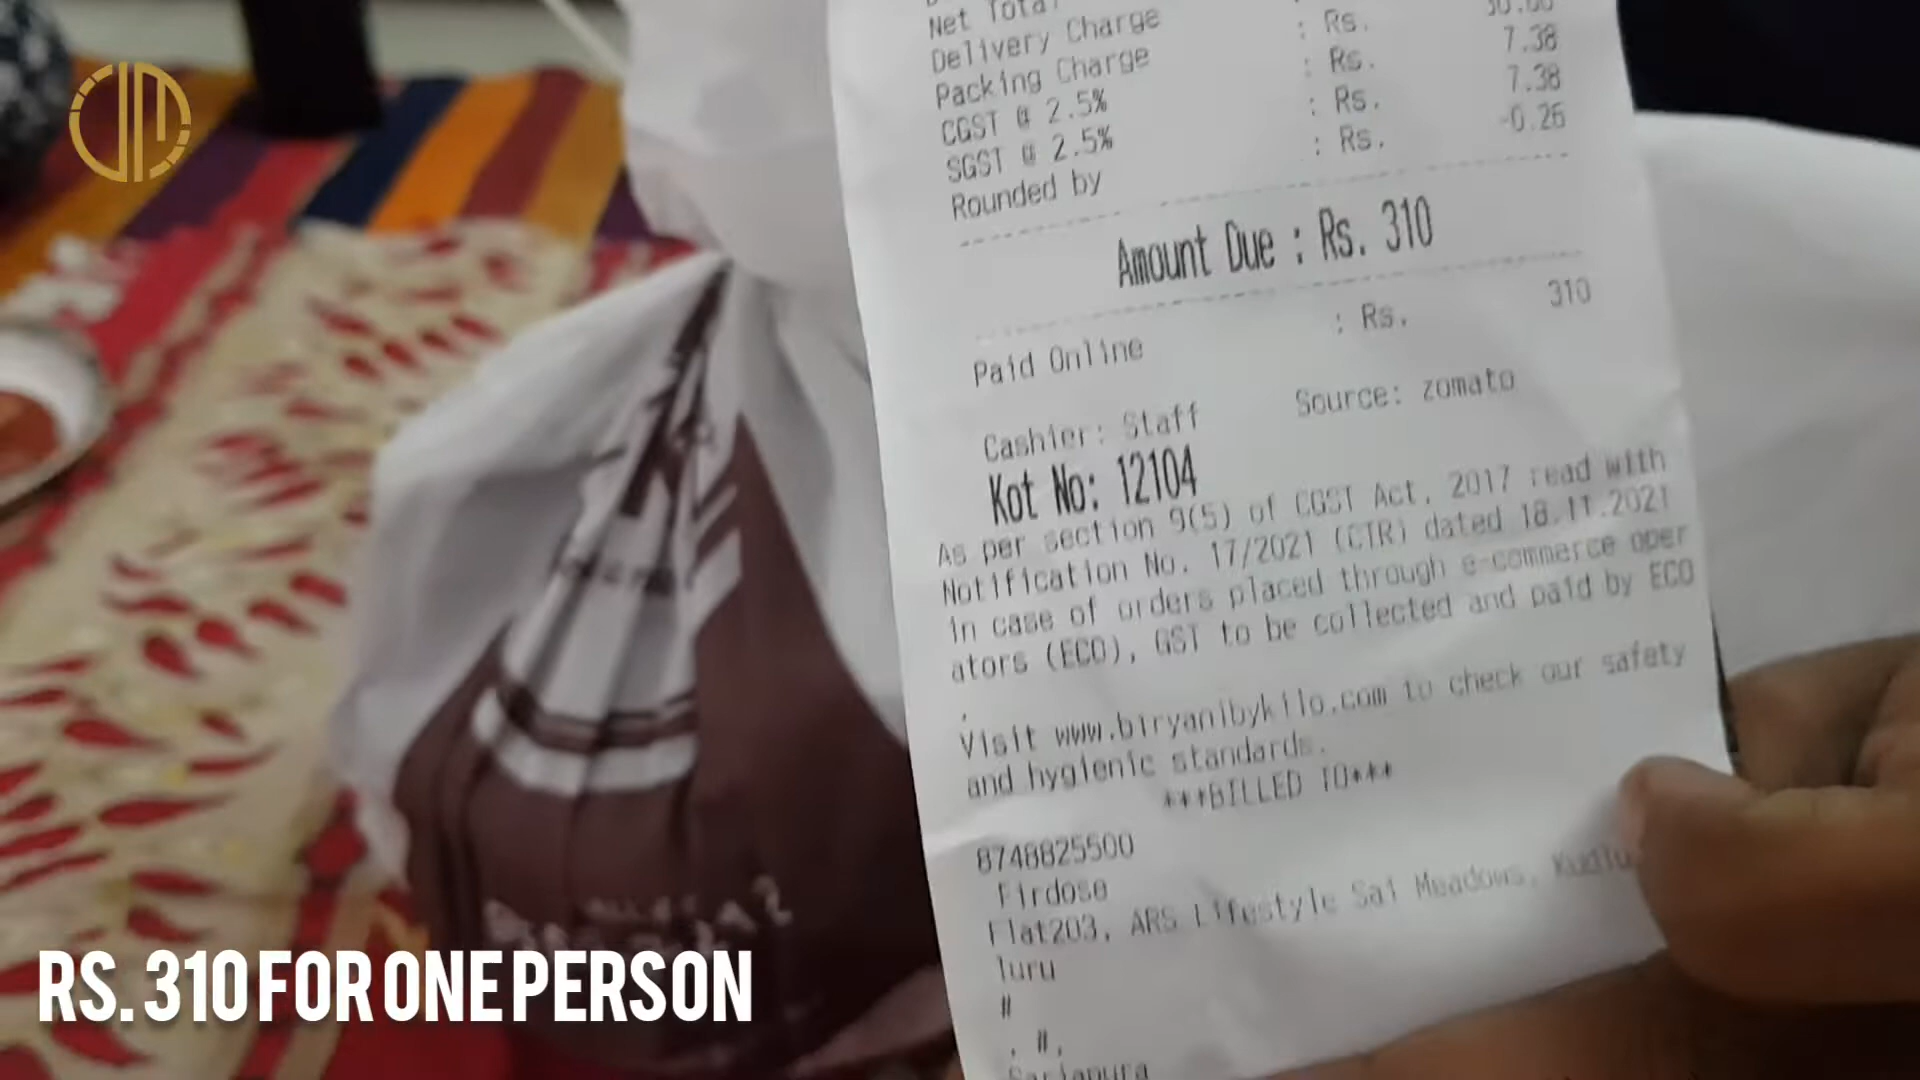 Net Total
Delivery Charge : Rs. 30.00
Packing Charge : Rs. 7.38
CGST @ 2.5% : Rs. 7.38
SGST @ 2.5% : Rs. -0.26
Rounded by
Amount Due : Rs. 310
Paid Online : Rs. 310
Cashier: Staff Source: zomato
Kot No: 12104
As per section 9(5) of CGST Act, 2017 read with
Notification No. 17/2021 (CTR) dated 18.11.2021
in case of orders placed through e-commerce oper
ators (ECO), GST to be collected and paid by ECO
.
Visit www.biryanibykilo.com to check our safety
and hygienic standards.
***BILLED TO***
8748825500
Firdose
Flat203, ARS Lifestyle Sai Meadows, Kudlu
luru
#
, #,
Sarjapura
RS. 310 FOR ONE PERSON